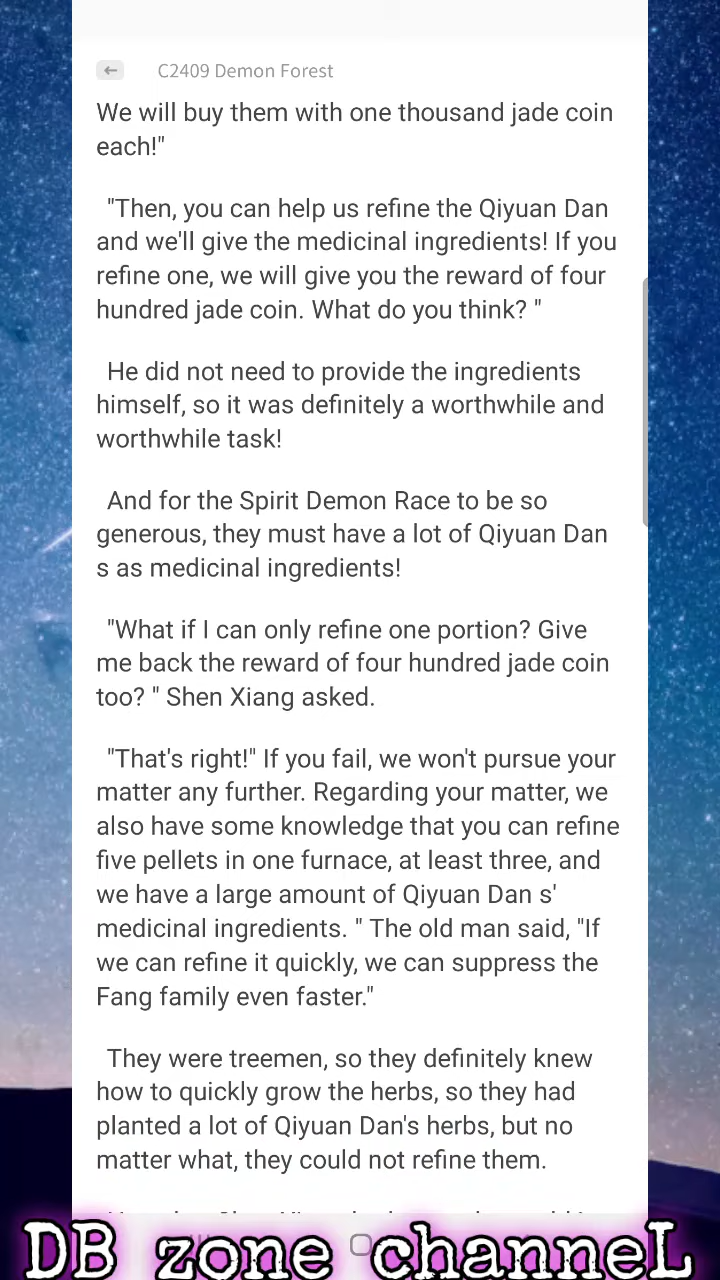 C2409 Demon Forest
We will buy them with one thousand jade coin
each!"
"Then, you can help us refine the Qiyuan Dan
and we'll give the medicinal ingredients! If you
refine one, we will give you the reward of four
hundred jade coin. What do you think? "
He did not need to provide the ingredients
himself, so it was definitely a worthwhile and
worthwhile task!
And for the Spirit Demon Race to be so
generous, they must have a lot of Qiyuan Dan
s as medicinal ingredients!
"What if I can only refine one portion? Give
me back the reward of four hundred jade coin
too? " Shen Xiang asked.
"That's right!" If you fail, we won't pursue your
matter any further. Regarding your matter, we
also have some knowledge that you can refine
five pellets in one furnace, at least three, and
we have a large amount of Qiyuan Dan s'
medicinal ingredients. " The old man said, "If
we can refine it quickly, we can suppress the
Fang family even faster."
They were treemen, so they definitely knew
how to quickly grow the herbs, so they had
planted a lot of Qiyuan Dan's herbs, but no
matter what, they could not refine them.
DB zone channeL